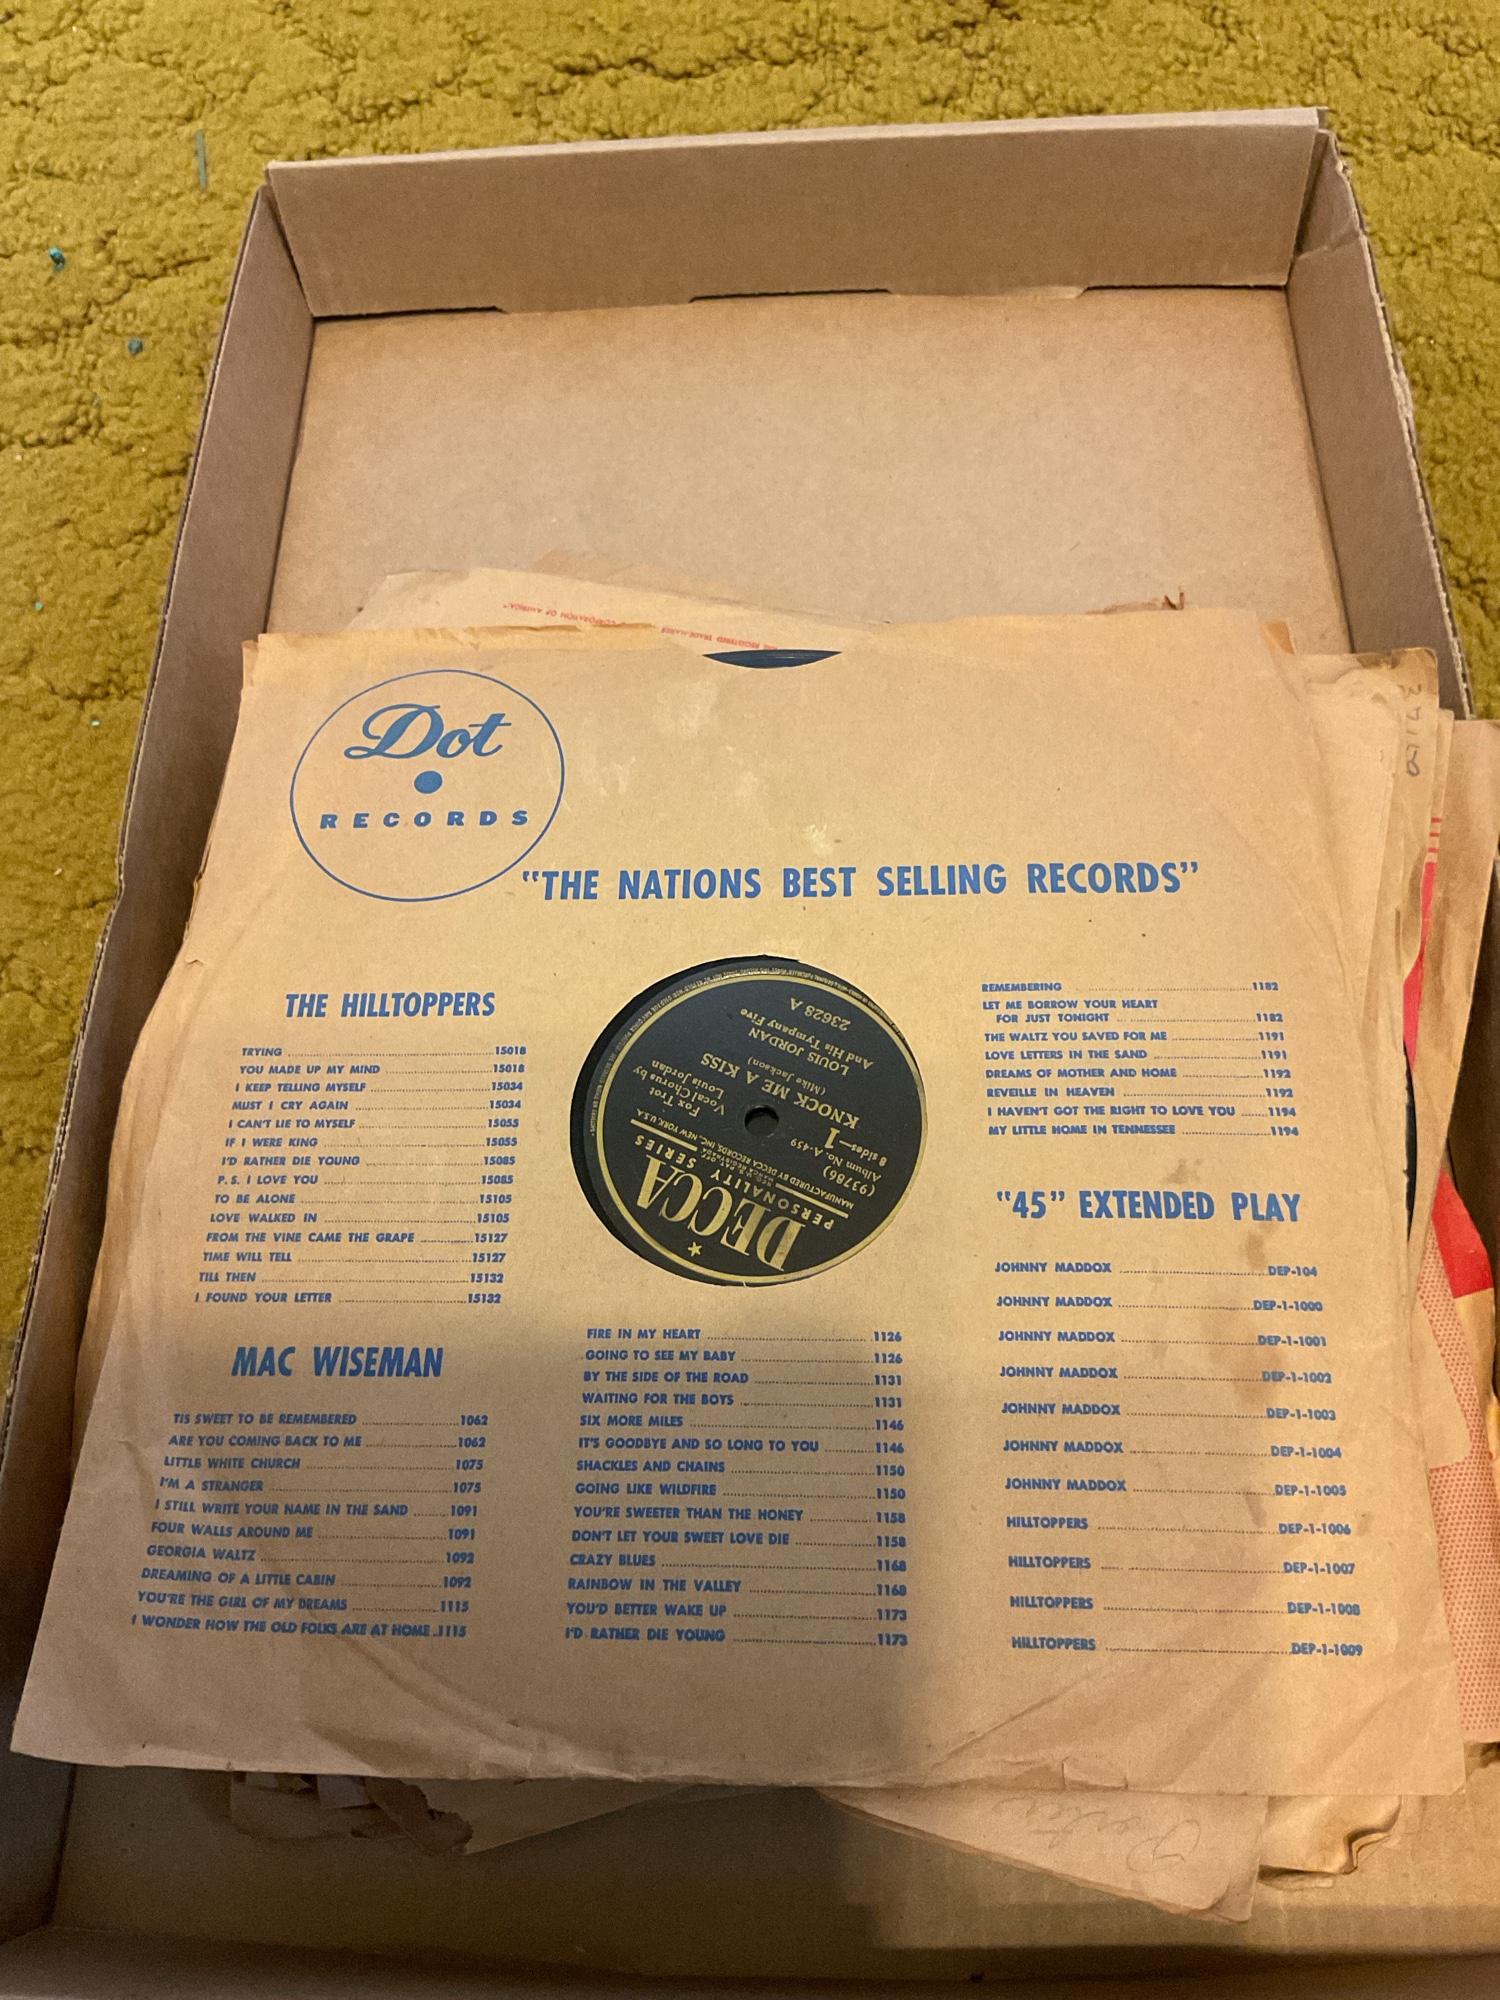 CORPORATION OF AMERICA"
REGISTERED TRADE-MARKS
Dot
RECORDS
"THE NATIONS BEST SELLING RECORDS"
THE HILLTOPPERS
TRYING 15018
YOU MADE UP MY MIND 15018
I KEEP TELLING MYSELF 15034
MUST I CRY AGAIN 15034
I CAN'T LIE TO MYSELF 15055
IF I WERE KING 15055
I'D RATHER DIE YOUNG 15085
P.S. I LOVE YOU 15085
TO BE ALONE 15105
LOVE WALKED IN 15105
FROM THE VINE CAME THE GRAPE 15127
TIME WILL TELL 15127
TILL THEN 15132
I FOUND YOUR LETTER 15132
MAC WISEMAN
TIS SWEET TO BE REMEMBERED 1062
ARE YOU COMING BACK TO ME 1062
LITTLE WHITE CHURCH 1075
I'M A STRANGER 1075
I STILL WRITE YOUR NAME IN THE SAND 1091
FOUR WALLS AROUND ME 1091
GEORGIA WALTZ 1092
DREAMING OF A LITTLE CABIN 1092
YOU'RE THE GIRL OF MY DREAMS 1115
I WONDER HOW THE OLD FOLKS ARE AT HOME 1115
DECCA
PERSONALITY SERIES
MANUFACTURED BY DECCA RECORDS, INC., NEW YORK, U.S.A.
(93786)
Album No. A-459
8 sides—1
Fox Trot
Vocal Chorus by
Louis Jordan
KNOCK ME A KISS
(Mike Jackson)
LOUIS JORDAN
And His Tympany Five
23628 A
FIRE IN MY HEART 1126
GOING TO SEE MY BABY 1126
BY THE SIDE OF THE ROAD 1131
WAITING FOR THE BOYS 1131
SIX MORE MILES 1146
IT'S GOODBYE AND SO LONG TO YOU 1146
SHACKLES AND CHAINS 1150
GOING LIKE WILDFIRE 1150
YOU'RE SWEETER THAN THE HONEY 1158
DON'T LET YOUR SWEET LOVE DIE 1158
CRAZY BLUES 1168
RAINBOW IN THE VALLEY 1168
YOU'D BETTER WAKE UP 1173
I'D RATHER DIE YOUNG 1173
REMEMBERING 1182
LET ME BORROW YOUR HEART
FOR JUST TONIGHT 1182
THE WALTZ YOU SAVED FOR ME 1191
LOVE LETTERS IN THE SAND 1191
DREAMS OF MOTHER AND HOME 1192
REVEILLE IN HEAVEN 1192
I HAVEN'T GOT THE RIGHT TO LOVE YOU 1194
MY LITTLE HOME IN TENNESSEE 1194
"45" EXTENDED PLAY
JOHNNY MADDOX DEP-104
JOHNNY MADDOX DEP-1-1000
JOHNNY MADDOX DEP-1-1001
JOHNNY MADDOX DEP-1-1002
JOHNNY MADDOX DEP-1-1003
JOHNNY MADDOX DEP-1-1004
JOHNNY MADDOX DEP-1-1005
HILLTOPPERS DEP-1-1006
HILLTOPPERS DEP-1-1007
HILLTOPPERS DEP-1-1008
HILLTOPPERS DEP-1-1009